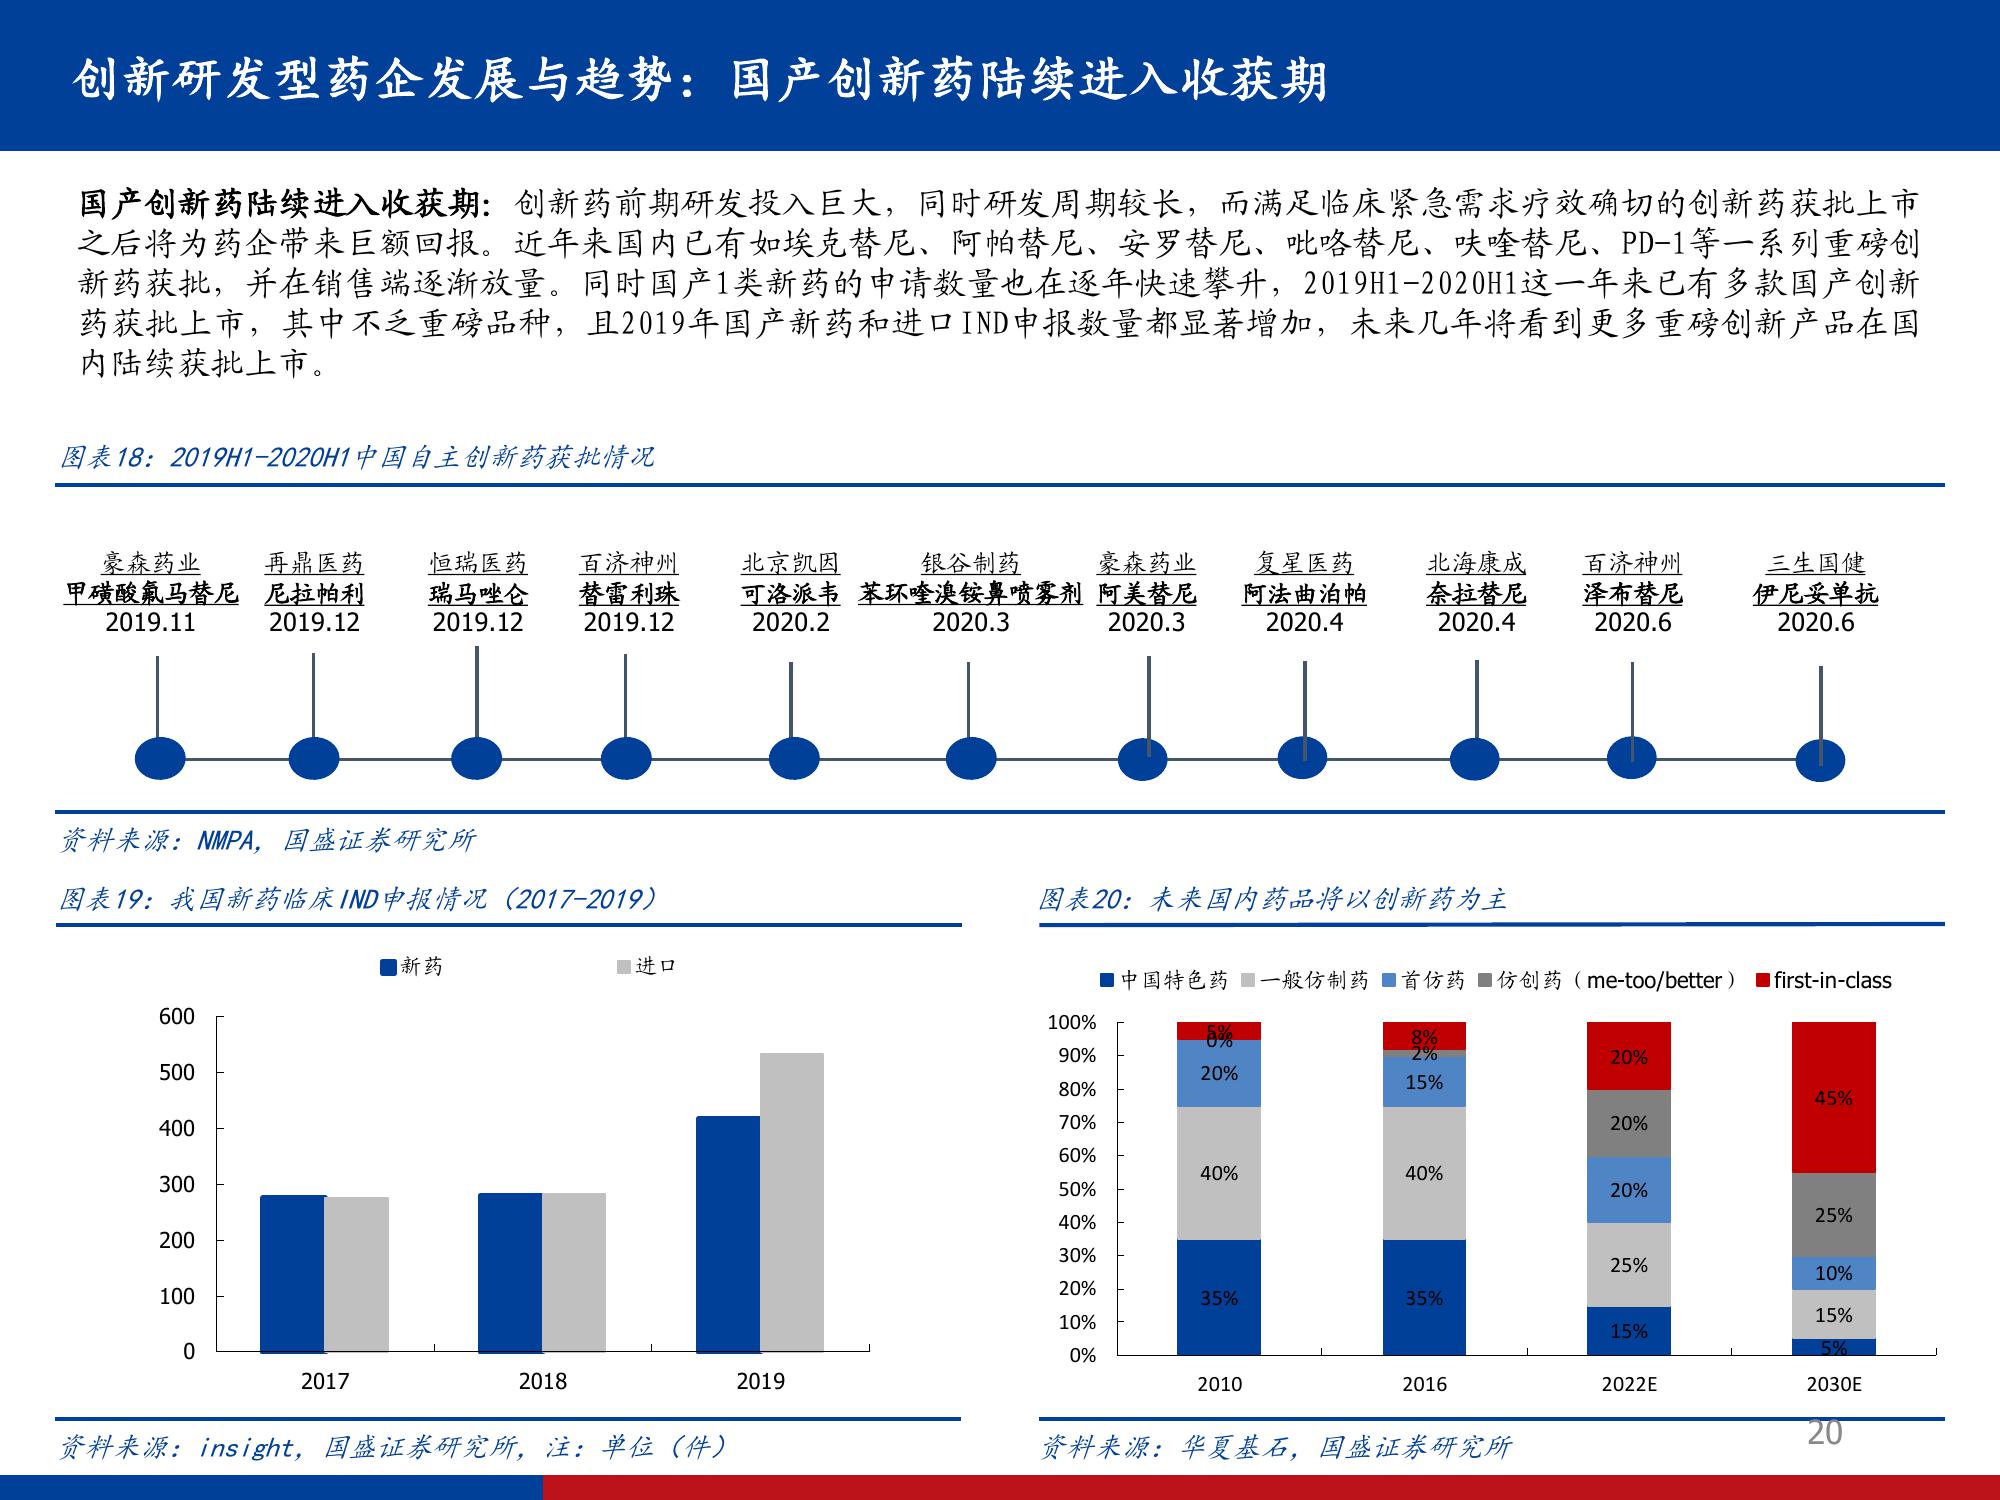 创新研发型药企发展与趋势：国产创新药陆续进入收获期
国产创新药陆续进入收获期：创新药前期研发投入巨大，同时研发周期较长，而满足临床紧急需求疗效确切的创新药获批上市
之后将为药企带来巨额回报。近年来国内已有如埃克替尼、阿帕替尼、安罗替尼、吡咯替尼、呋喹替尼、PD-1等一系列重磅创
新药获批，并在销售端逐渐放量。同时国产1类新药的申请数量也在逐年快速攀升，2019H1-2020H1这一年来已有多款国产创新
药获批上市，其中不乏重磅品种，且2019年国产新药和进口IND申报数量都显著增加，未来几年将看到更多重磅创新产品在国
内陆续获批上市。
图表18：2019H1-2020H1中国自主创新药获批情况
豪森药业
甲磺酸氟马替尼
2019.11
再鼎医药
尼拉帕利
2019.12
恒瑞医药
瑞马唑仑
2019.12
百济神州
替雷利珠
2019.12
北京凯因
可洛派韦
2020.2
银谷制药
苯环喹溴铵鼻喷雾剂
2020.3
豪森药业
阿美替尼
2020.3
复星医药
阿法曲泊帕
2020.4
北海康成
奈拉替尼
2020.4
百济神州
泽布替尼
2020.6
三生国健
伊尼妥单抗
2020.6
资料来源：NMPA，国盛证券研究所
图表19：我国新药临床IND申报情况（2017-2019）
新药 进口
600
500
400
300
200
100
0
2017 2018 2019
资料来源：insight，国盛证券研究所，注：单位（件）
图表20：未来国内药品将以创新药为主
中国特色药 一般仿制药 首仿药 仿创药（me-too/better） first-in-class
100%
90%
80%
70%
60%
50%
40%
30%
20%
10%
0%
5%
0%
20%
40%
35%
8%
2%
15%
40%
35%
20%
20%
20%
25%
15%
45%
25%
10%
15%
5%
2010 2016 2022E 2030E
资料来源：华夏基石，国盛证券研究所
20